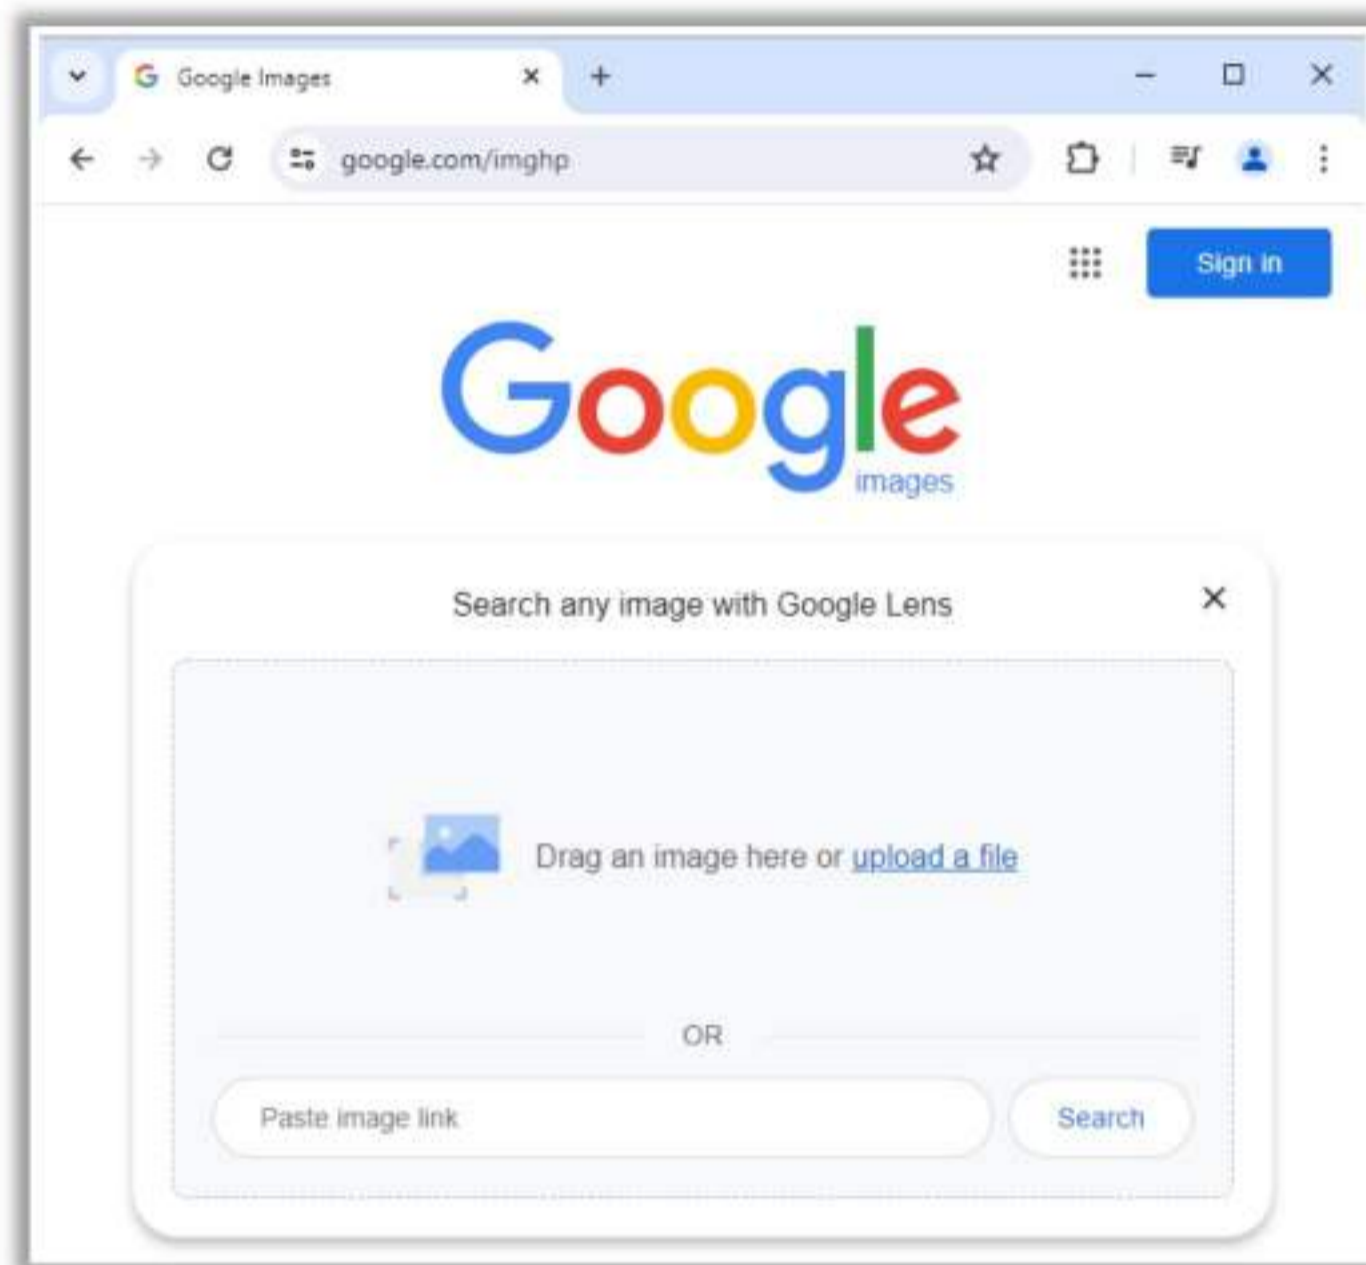 Google Images
google.com/imghp
Sign in
Google
images
Search any image with Google Lens
Drag an image here or upload a file
OR
Paste image link
Search